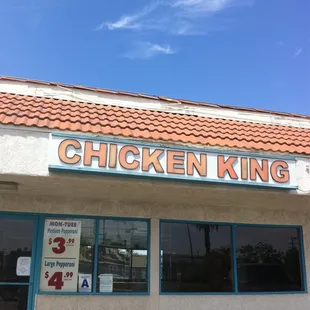 CHICKEN KING
MON-TUES
Medium Pepperoni
$3.99
Large Pepperoni
$4.99
A